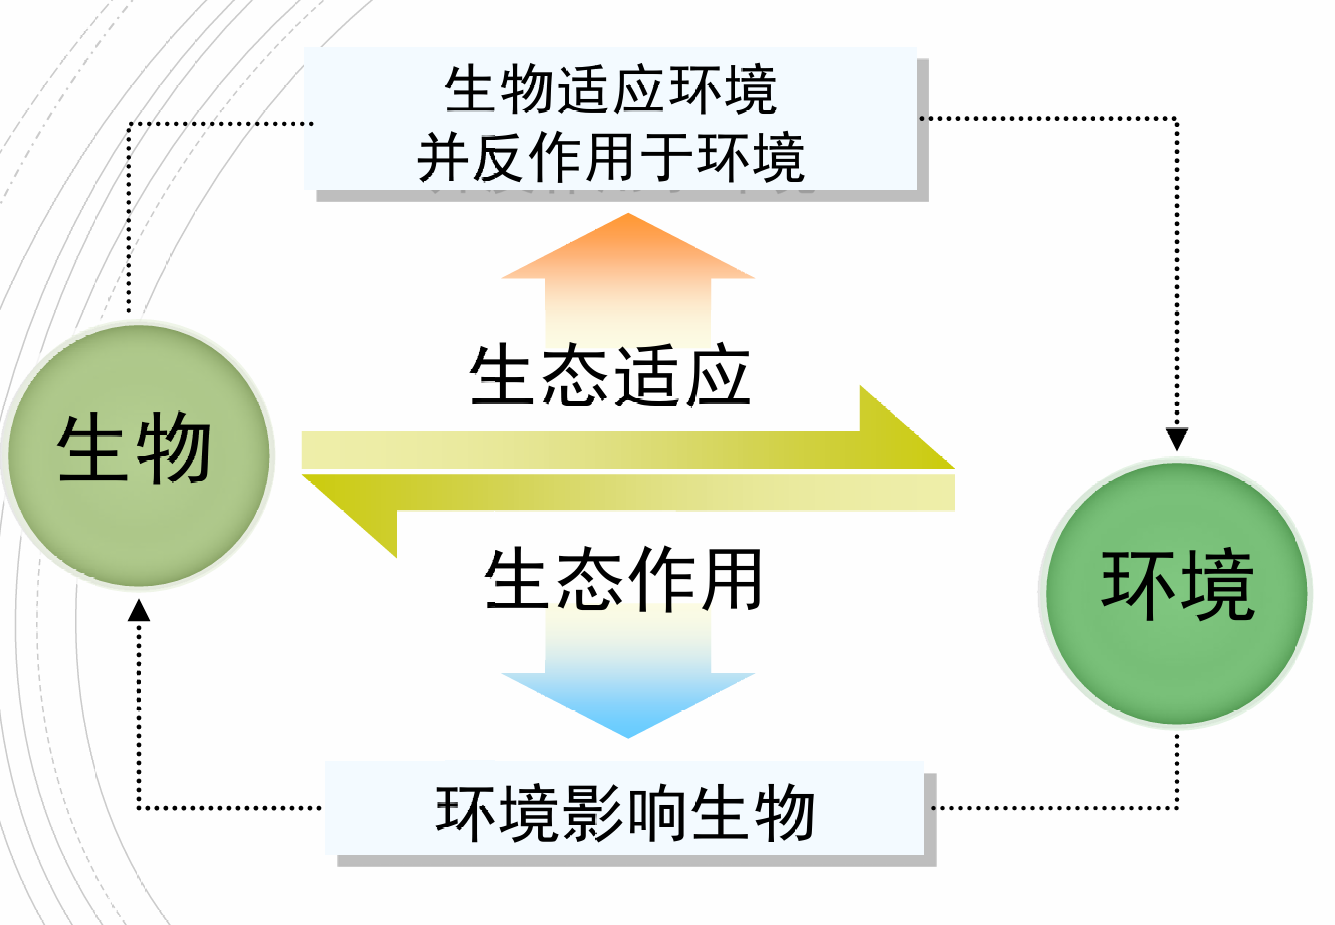 生物适应环境
并反作用于环境
生态适应
生物
生态作用
环境
环境影响生物